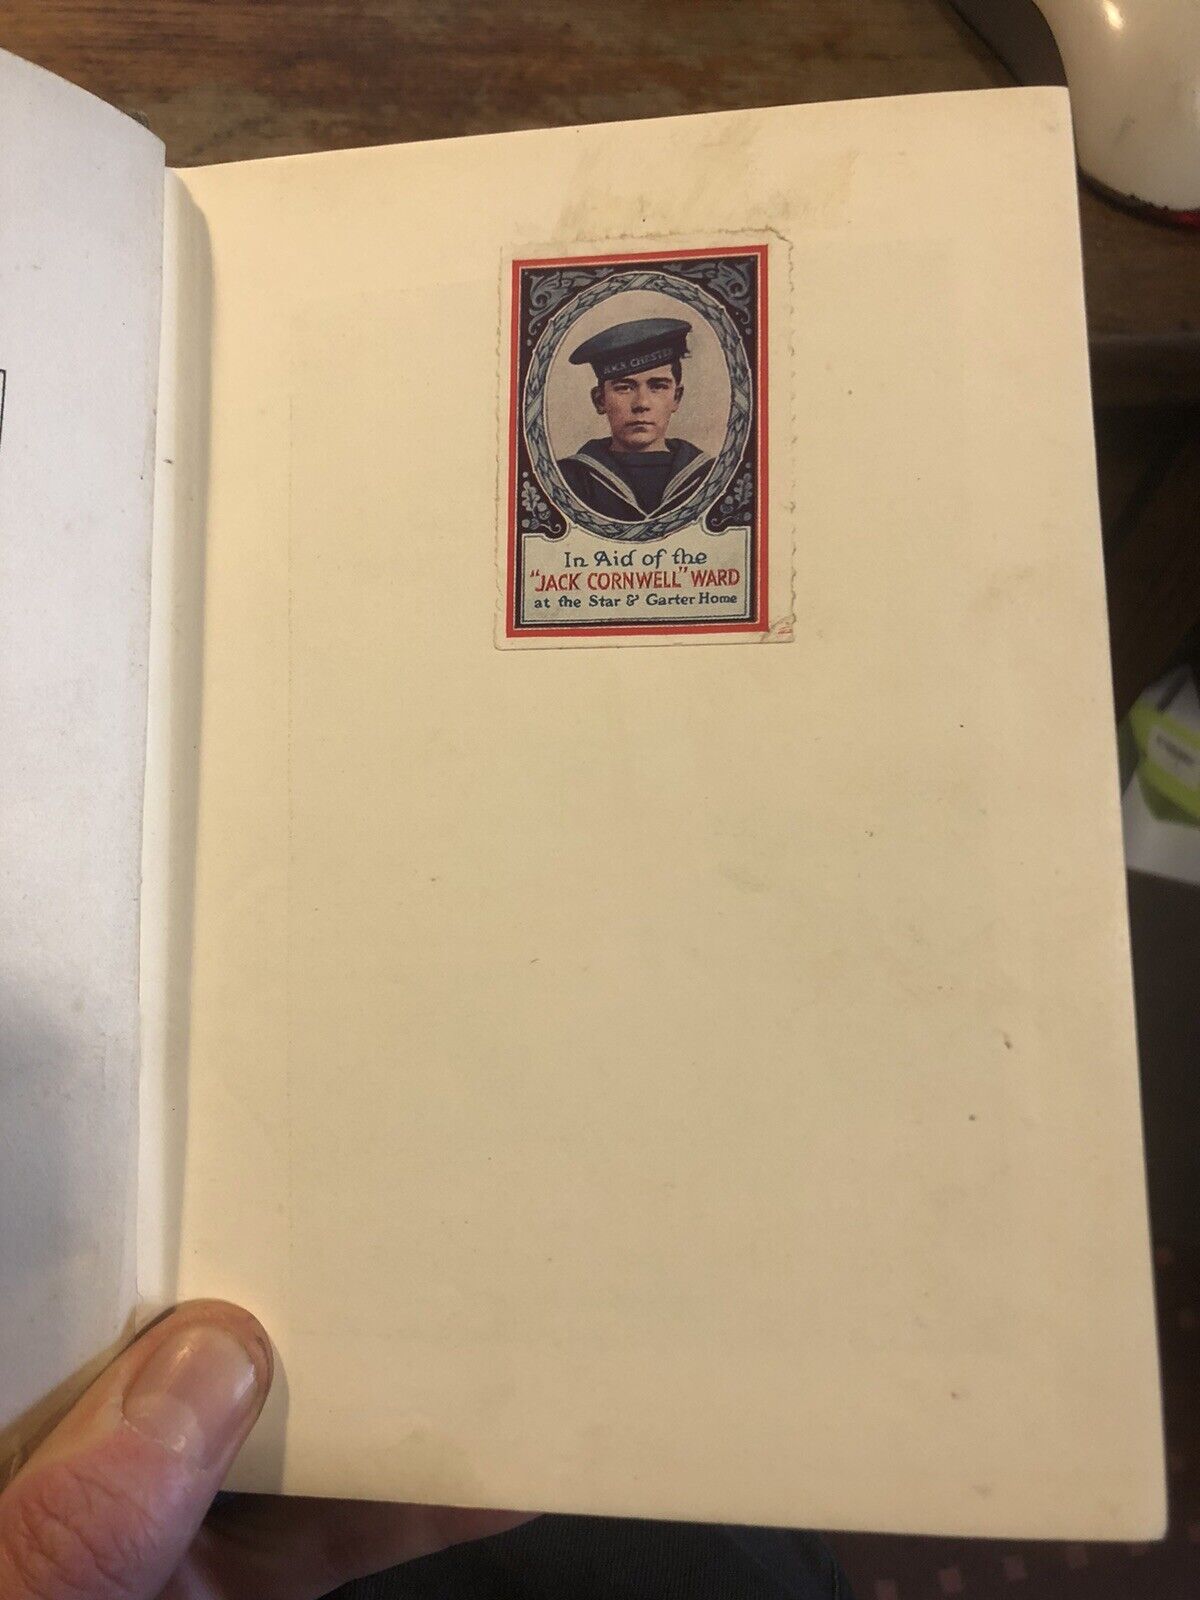 H.M.S. CHESTER
In Aid of the
"JACK CORNWELL" WARD
at the Star & Garter Home